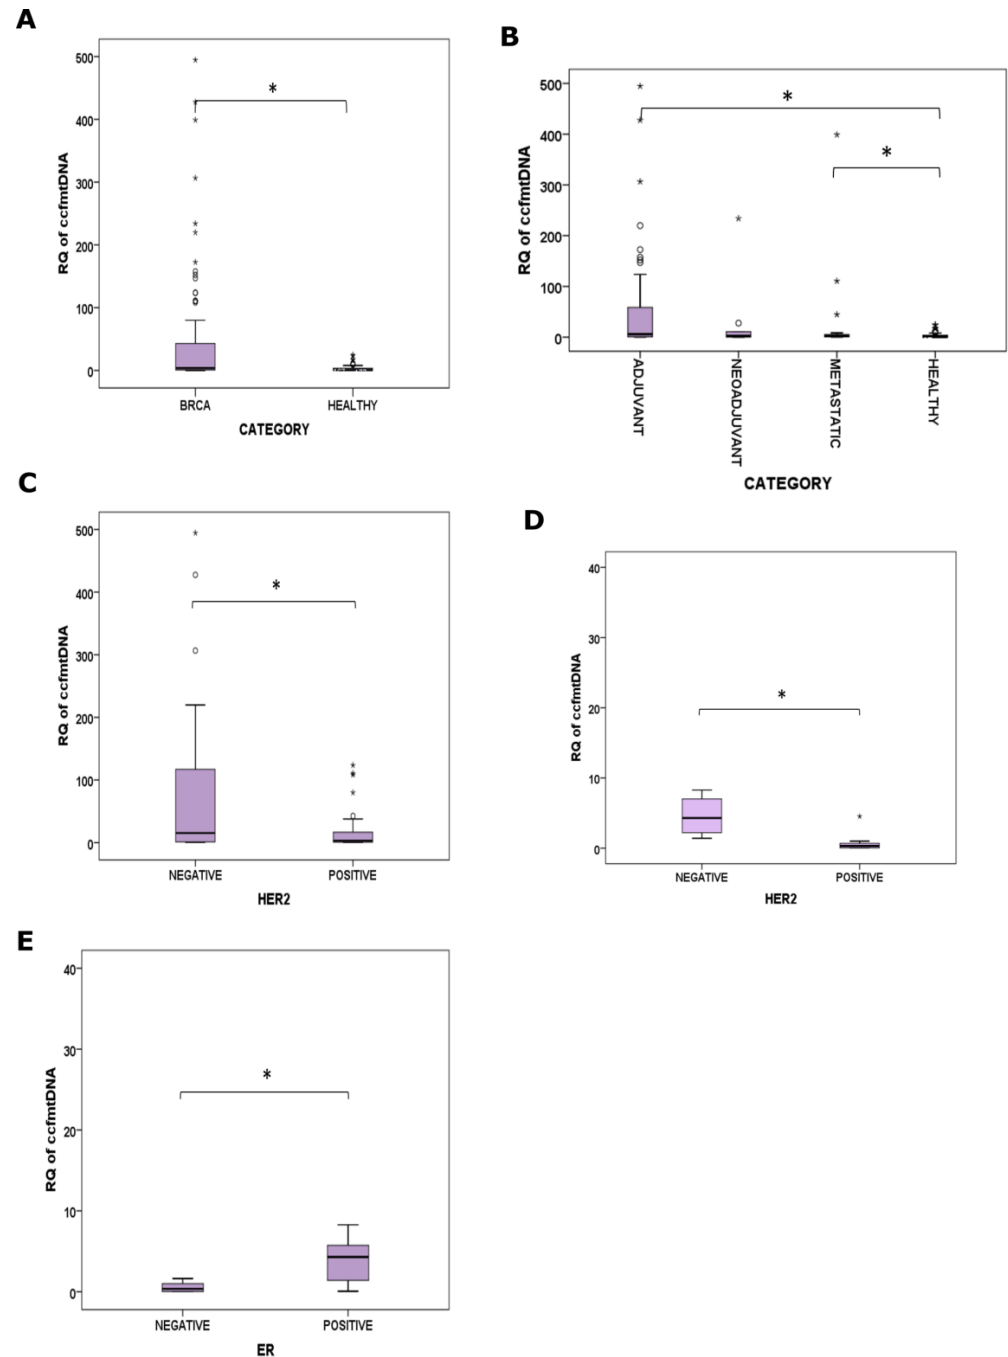 A
RQ of ccfmtDNA
500
400
300
200
100
0
*
BRCA
HEALTHY
CATEGORY
B
RQ of ccfmtDNA
500
400
300
200
100
0
*
*
ADJUVANT
NEOADJUVANT
METASTATIC
HEALTHY
CATEGORY
C
RQ of ccfmtDNA
500
400
300
200
100
0
*
NEGATIVE
POSITIVE
HER2
D
RQ of ccfmtDNA
40
30
20
10
0
*
NEGATIVE
POSITIVE
HER2
E
RQ of ccfmtDNA
40
30
20
10
0
*
NEGATIVE
POSITIVE
ER